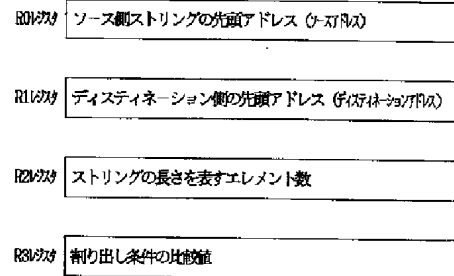 R0レジスタ ソース側ストリングの先頭アドレス (ソースアドレス)
R1レジスタ ディスティネーション側の先頭アドレス (ディスティネーションアドレス)
R2レジスタ ストリングの長さを表すエレメント数
R3レジスタ 割り出し条件の比較値